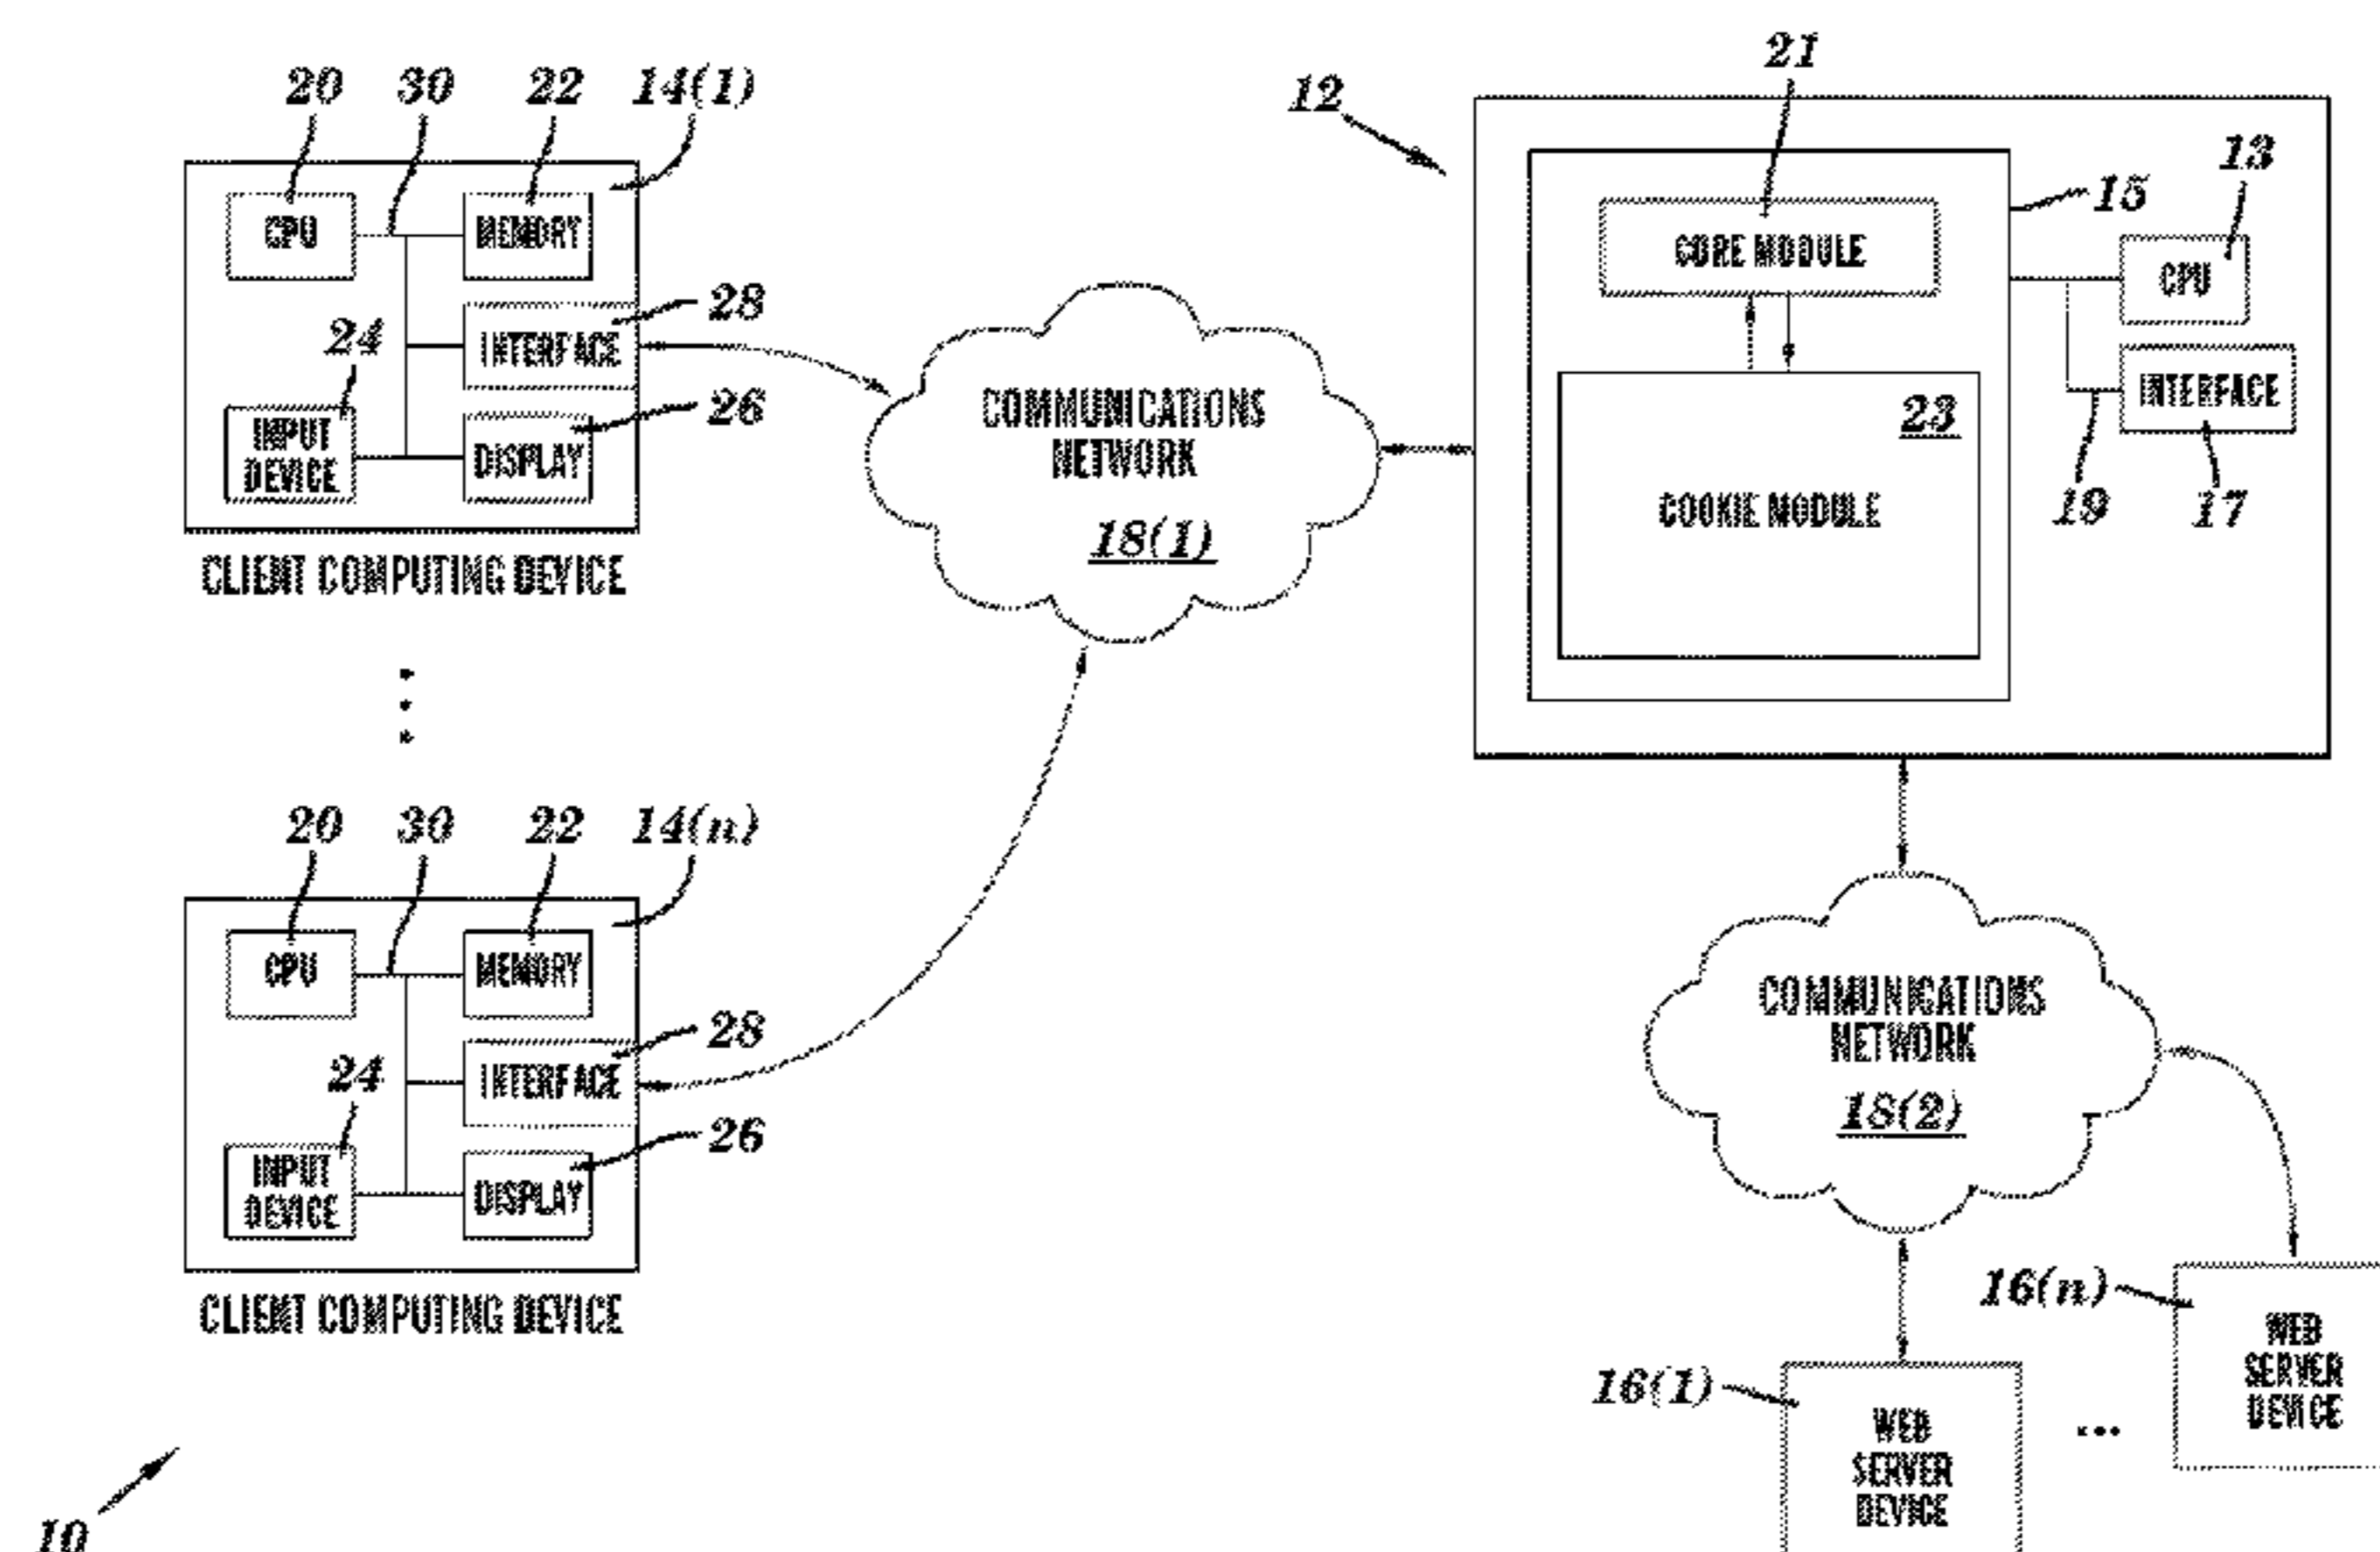 20 30 22 14(1)
CPU
MEMORY
28
INTERFACE
24
26
INPUT
DEVICE
DISPLAY
CLIENT COMPUTING DEVICE
20 30 22 14(n)
CPU
MEMORY
28
INTERFACE
24
26
INPUT
DEVICE
DISPLAY
CLIENT COMPUTING DEVICE
10
COMMUNICATIONS
NETWORK
18(1)
12
21
13
15
CORE MODULE
CPU
INTERFACE
23
COOKIE MODULE
19
17
COMMUNICATIONS
NETWORK
18(2)
16(n)
WEB
SERVER
DEVICE
16(1)
WEB
SERVER
DEVICE
...